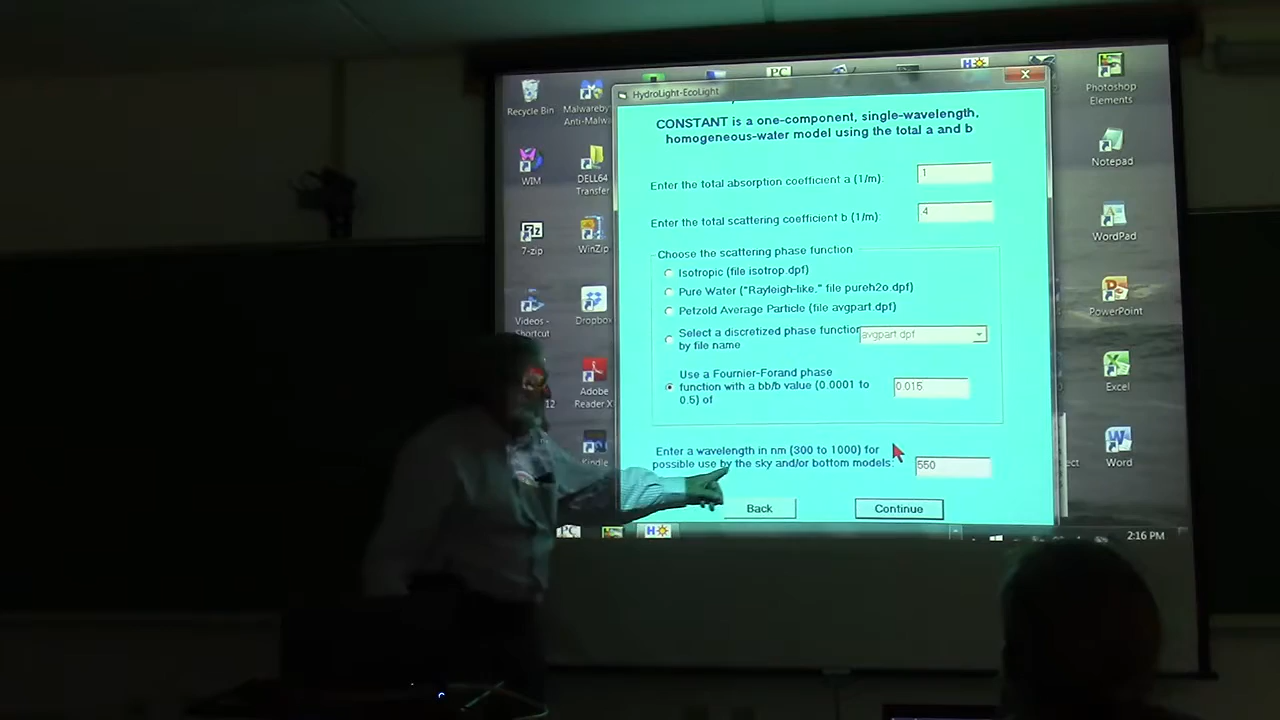 HydroLight-EcoLight
CONSTANT is a one-component, single-wavelength,
homogeneous-water model using the total a and b
Enter the total absorption coefficient a (1/m):
1
Enter the total scattering coefficient b (1/m):
4
Choose the scattering phase function
Isotropic (file isotrop.dpf)
Pure Water ("Rayleigh-like," file pureh2o.dpf)
Petzold Average Particle (file avgpart.dpf)
Select a discretized phase function
by file name
avgpart.dpf
Use a Fournier-Forand phase
function with a bb/b value (0.0001 to
0.5) of
0.015
Enter a wavelength in nm (300 to 1000) for
possible use by the sky and/or bottom models:
550
Back
Continue
Recycle Bin
Malwareby
Anti-Malwa
WIM
DELL64
Transfer
7-zip
WinZip
Videos -
Shortcut
Dropbox
12
Adobe
Reader X
Kindle
PC
H
Photoshop
Elements
Notepad
WordPad
PowerPoint
Excel
Word
ect
PC
H
2:16 PM